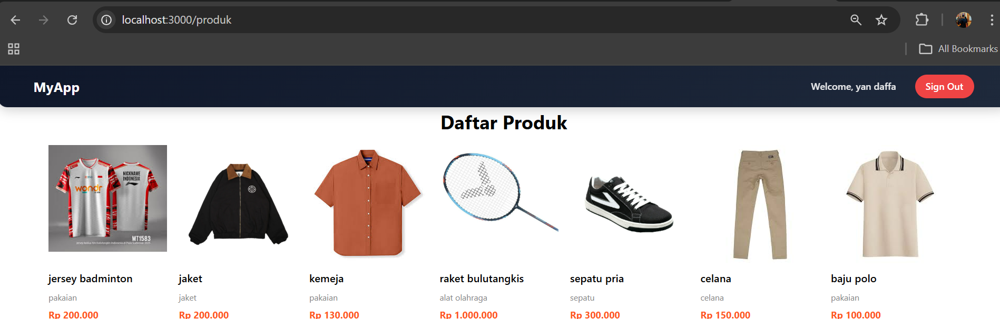 localhost:3000/produk
All Bookmarks
MyApp
Welcome, yan daffa
Sign Out
Daftar Produk
NICKNAME
INDONESIA
wondr
MT1583
jersey badminton
pakaian
Rp 200.000
jaket
jaket
Rp 200.000
kemeja
pakaian
Rp 130.000
raket bulutangkis
alat olahraga
Rp 1.000.000
sepatu pria
sepatu
Rp 300.000
celana
celana
Rp 150.000
baju polo
pakaian
Rp 100.000